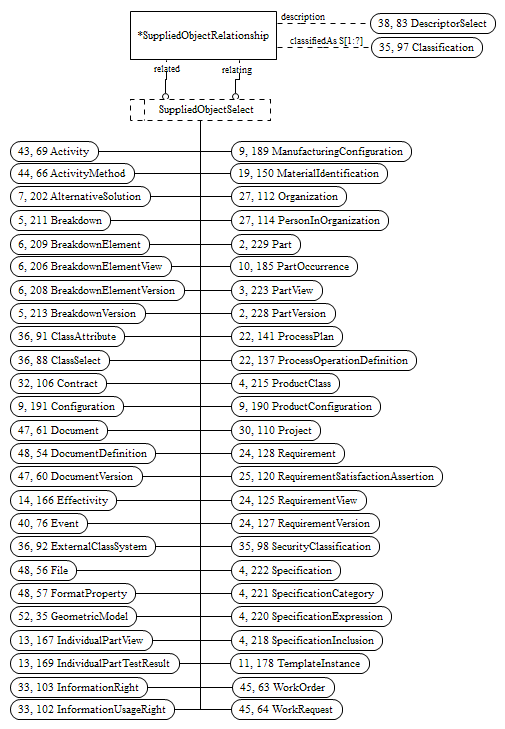 description
38, 83 DescriptorSelect
*SuppliedObjectRelationship
classifiedAs S[1:?]
35, 97 Classification
related
relating
SuppliedObjectSelect
43, 69 Activity
9, 189 ManufacturingConfiguration
44, 66 ActivityMethod
19, 150 MaterialIdentification
7, 202 AlternativeSolution
27, 112 Organization
5, 211 Breakdown
27, 114 PersonInOrganization
6, 209 BreakdownElement
2, 229 Part
6, 206 BreakdownElementView
10, 185 PartOccurrence
6, 208 BreakdownElementVersion
3, 223 PartView
5, 213 BreakdownVersion
2, 228 PartVersion
36, 91 ClassAttribute
22, 141 ProcessPlan
36, 88 ClassSelect
22, 137 ProcessOperationDefinition
32, 106 Contract
4, 215 ProductClass
9, 191 Configuration
9, 190 ProductConfiguration
47, 61 Document
30, 110 Project
48, 54 DocumentDefinition
24, 128 Requirement
47, 60 DocumentVersion
25, 120 RequirementSatisfactionAssertion
14, 166 Effectivity
24, 125 RequirementView
40, 76 Event
24, 127 RequirementVersion
36, 92 ExternalClassSystem
35, 98 SecurityClassification
48, 56 File
4, 222 Specification
48, 57 FormatProperty
4, 221 SpecificationCategory
52, 35 GeometricModel
4, 220 SpecificationExpression
13, 167 IndividualPartView
4, 218 SpecificationInclusion
13, 169 IndividualPartTestResult
11, 178 TemplateInstance
33, 103 InformationRight
45, 63 WorkOrder
33, 102 InformationUsageRight
45, 64 WorkRequest